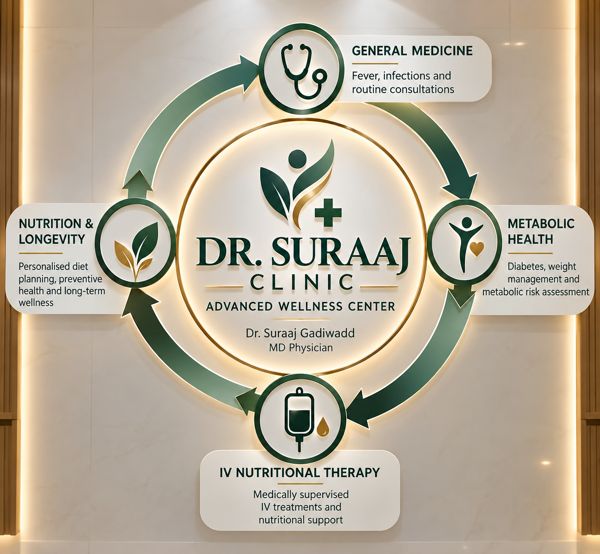 GENERAL MEDICINE
Fever, infections and
routine consultations
NUTRITION &
LONGEVITY
Personalised diet
planning, preventive
health and long-term
wellness
METABOLIC
HEALTH
Diabetes, weight
management and
metabolic risk assessment
DR. SURAAJ
CLINIC
ADVANCED WELLNESS CENTER
Dr. Suraaj Gadiwadd
MD Physician
IV NUTRITIONAL THERAPY
Medically supervised
IV treatments and
nutritional support